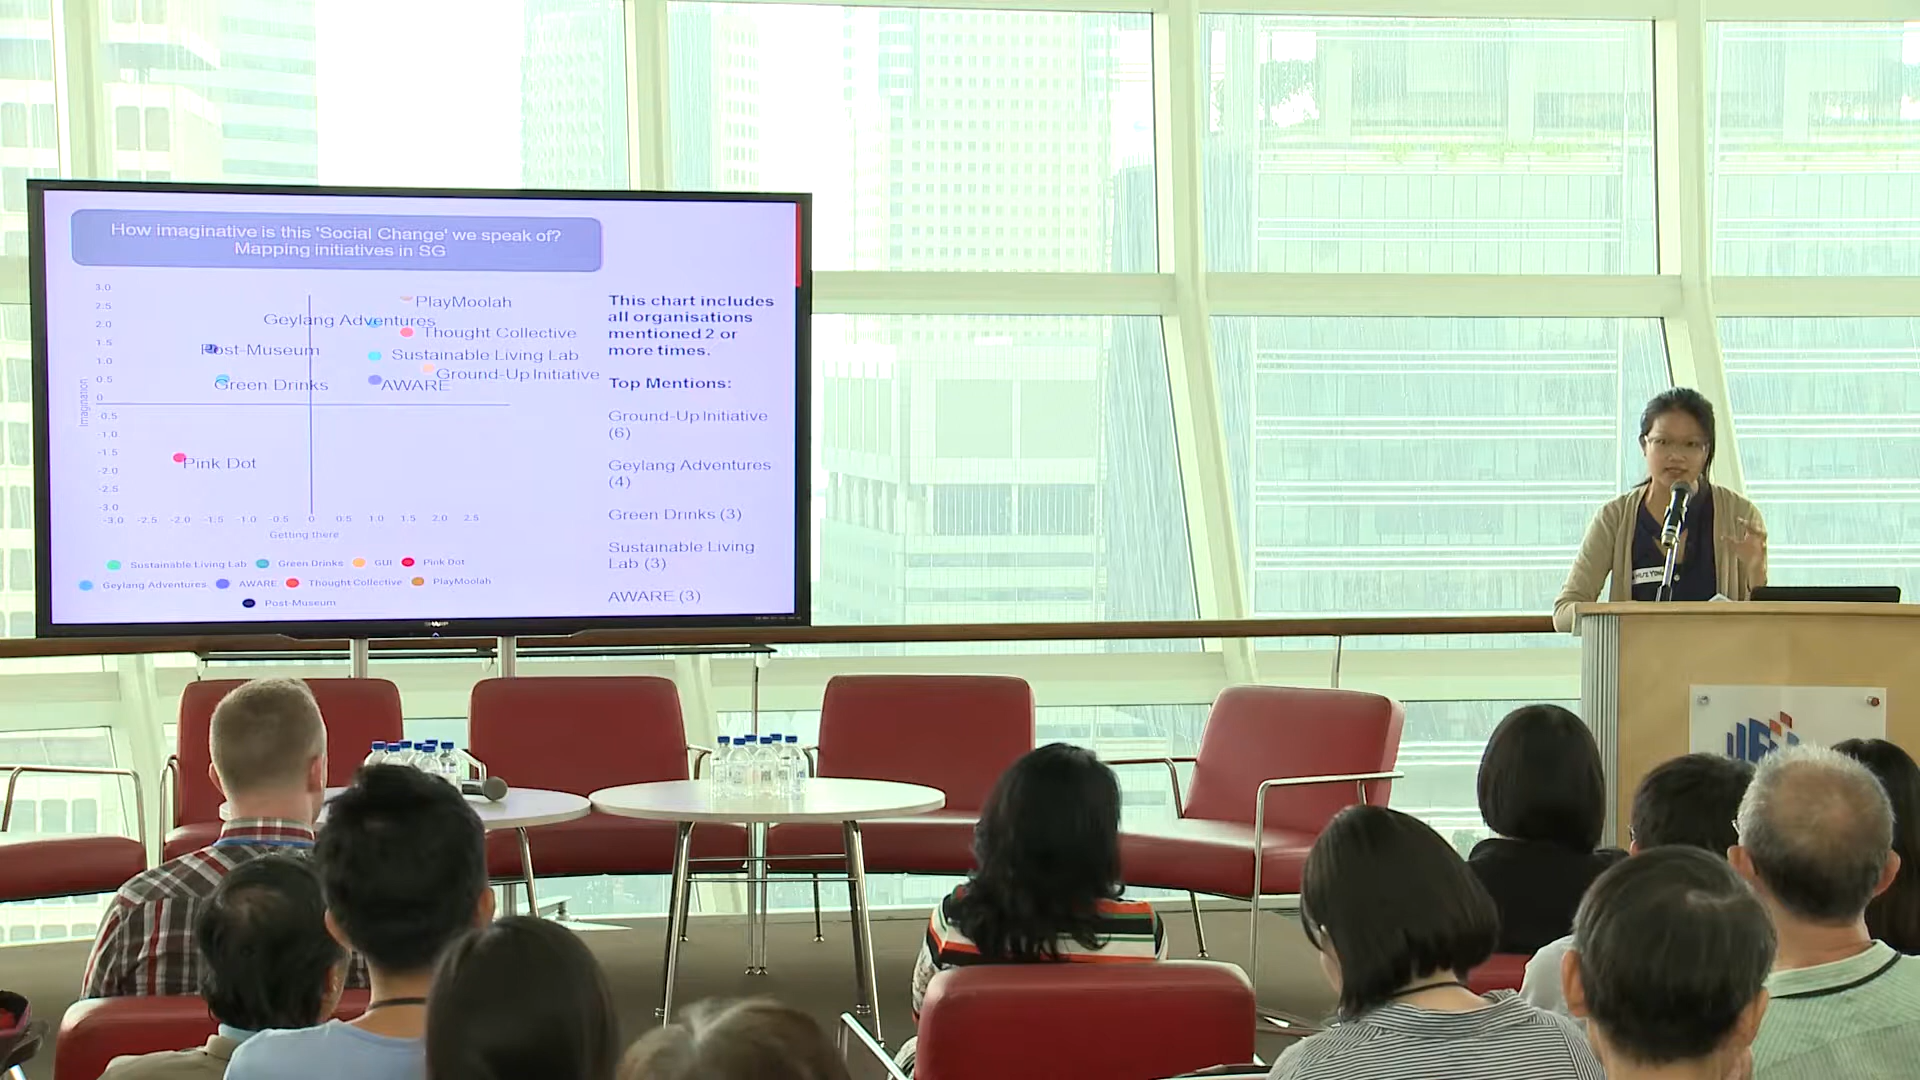 How imaginative is this 'Social Change' we speak of?
Mapping initiatives in SG
3.0
2.5
2.0
1.5
1.0
0.5
0
-0.5
-1.0
-1.5
-2.0
-2.5
-3.0
Imagination
-3.0 -2.5 -2.0 -1.5 -1.0 -0.5 0 0.5 1.0 1.5 2.0 2.5
Getting there
PlayMoolah
Geylang Adventures
Thought Collective
Post-Museum
Sustainable Living Lab
Ground-Up Initiative
Green Drinks
AWARE
Pink Dot
Sustainable Living Lab Green Drinks GUI Pink Dot
Geylang Adventures AWARE Thought Collective PlayMoolah
Post-Museum
This chart includes
all organisations
mentioned 2 or
more times.
Top Mentions:
Ground-Up Initiative
(6)
Geylang Adventures
(4)
Green Drinks (3)
Sustainable Living
Lab (3)
AWARE (3)
SHARP